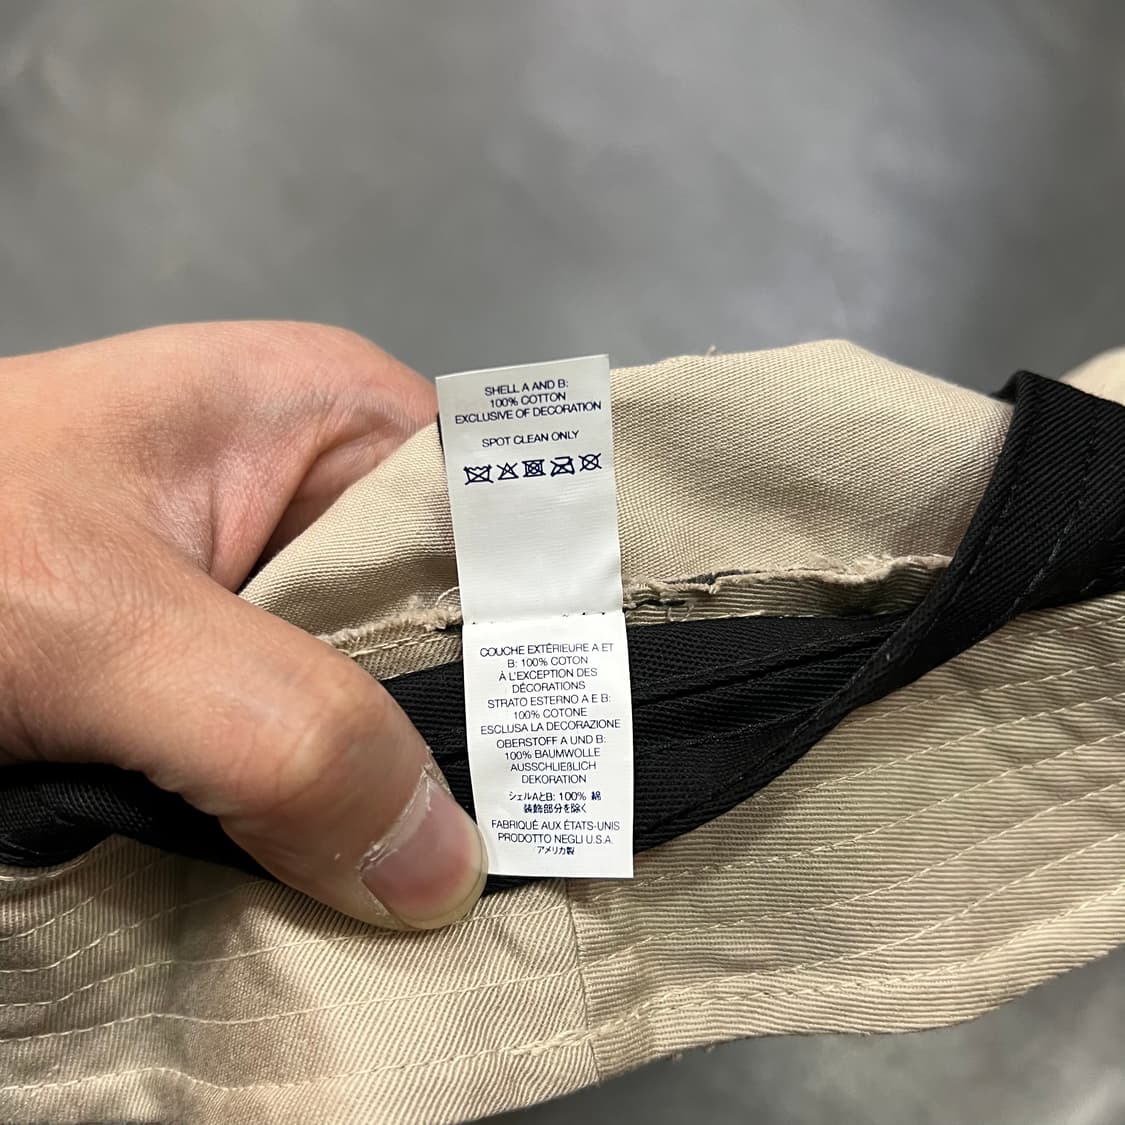 SHELL A AND B:
100% COTTON
EXCLUSIVE OF DECORATION
SPOT CLEAN ONLY
COUCHE EXTÉRIEURE A ET
B: 100% COTON
À L'EXCEPTION DES
DÉCORATIONS
STRATO ESTERNO A E B:
100% COTONE
ESCLUSA LA DECORAZIONE
OBERSTOFF A UND B:
100% BAUMWOLLE
AUSSCHLIEßLICH
DEKORATION
シェルAとB: 100% 綿
装飾部分を除く
FABRIQUÉ AUX ÉTATS-UNIS
PRODOTTO NEGLI U.S.A.
アメリカ製